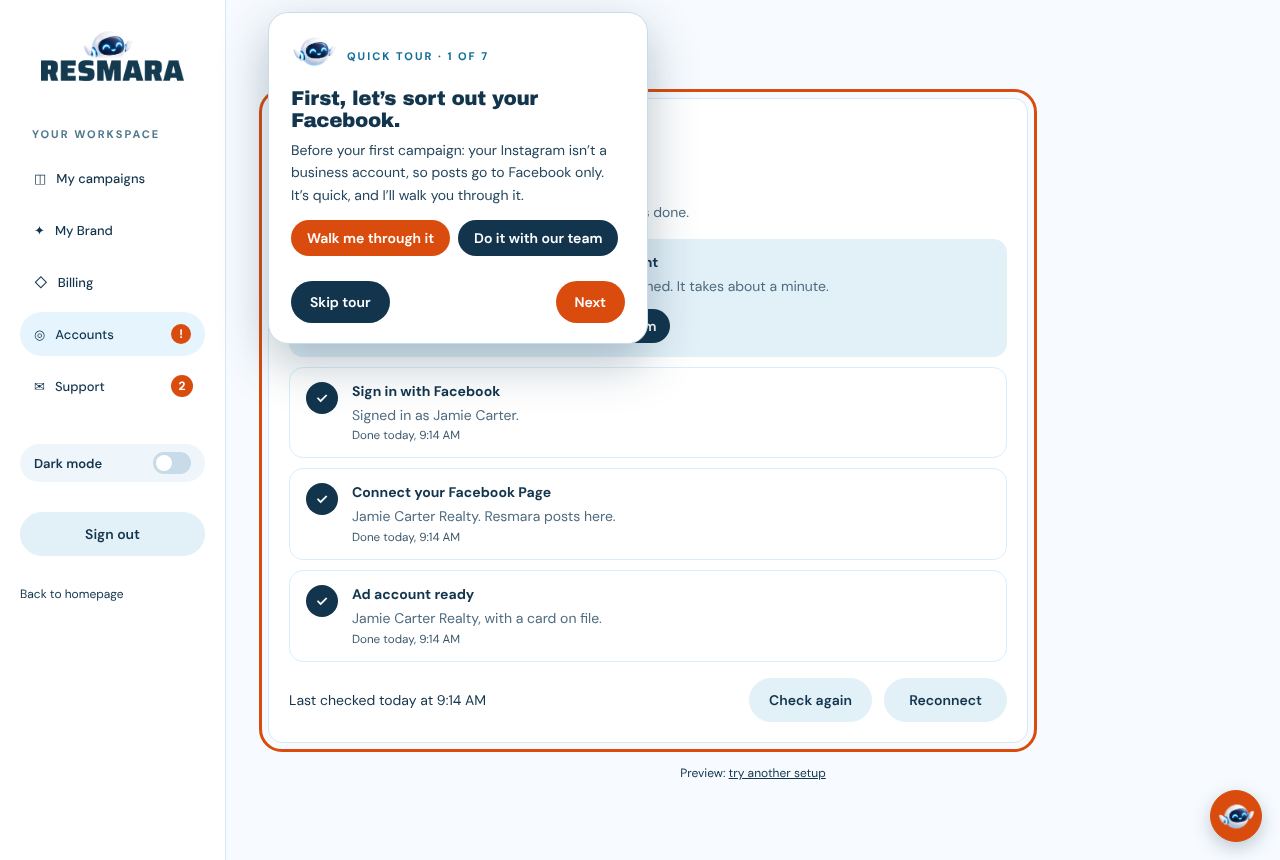 RESMARA
YOUR WORKSPACE
My campaigns
My Brand
Billing
Accounts
!
Support
2
Dark mode
Sign out
Back to homepage
QUICK TOUR · 1 OF 7
First, let’s sort out your
Facebook.
Before your first campaign: your Instagram isn’t a
business account, so posts go to Facebook only.
It’s quick, and I’ll walk you through it.
Walk me through it
Do it with our team
Skip tour
Next
done.
It takes about a minute.
Sign in with Facebook
Signed in as Jamie Carter.
Done today, 9:14 AM
Connect your Facebook Page
Jamie Carter Realty. Resmara posts here.
Done today, 9:14 AM
Ad account ready
Jamie Carter Realty, with a card on file.
Done today, 9:14 AM
Last checked today at 9:14 AM
Check again
Reconnect
Preview: try another setup